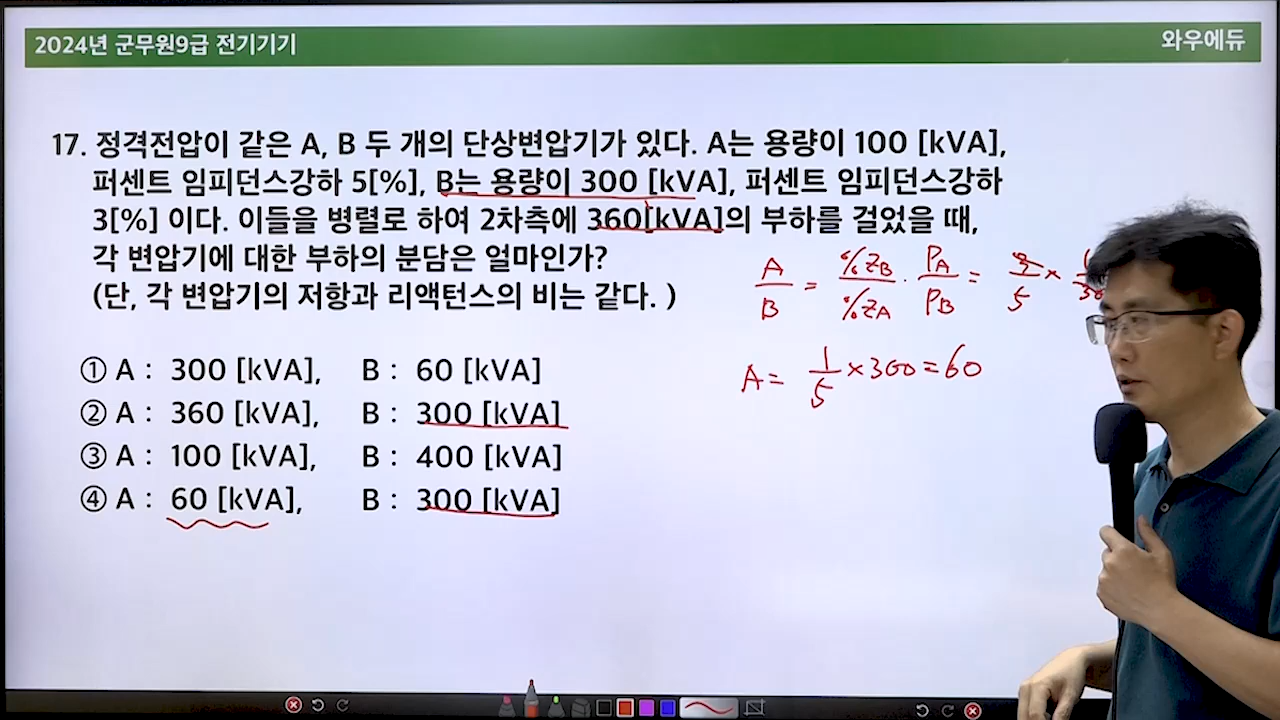 2024년 군무원9급 전기기기
와우에듀
17. 정격전압이 같은 A, B 두 개의 단상변압기가 있다. A는 용량이 100 [kVA],
퍼센트 임피던스강하 5[%], B는 용량이 300 [kVA], 퍼센트 임피던스강하
3[%] 이다. 이들을 병렬로 하여 2차측에 360[kVA]의 부하를 걸었을 때,
각 변압기에 대한 부하의 분담은 얼마인가?
(단, 각 변압기의 저항과 리액턴스의 비는 같다. )
A/B = %ZB/%ZA · PA/PB = 3/5 ×
A = 1/5 × 300 = 60
① A : 300 [kVA], B : 60 [kVA]
② A : 360 [kVA], B : 300 [kVA]
③ A : 100 [kVA], B : 400 [kVA]
④ A : 60 [kVA], B : 300 [kVA]